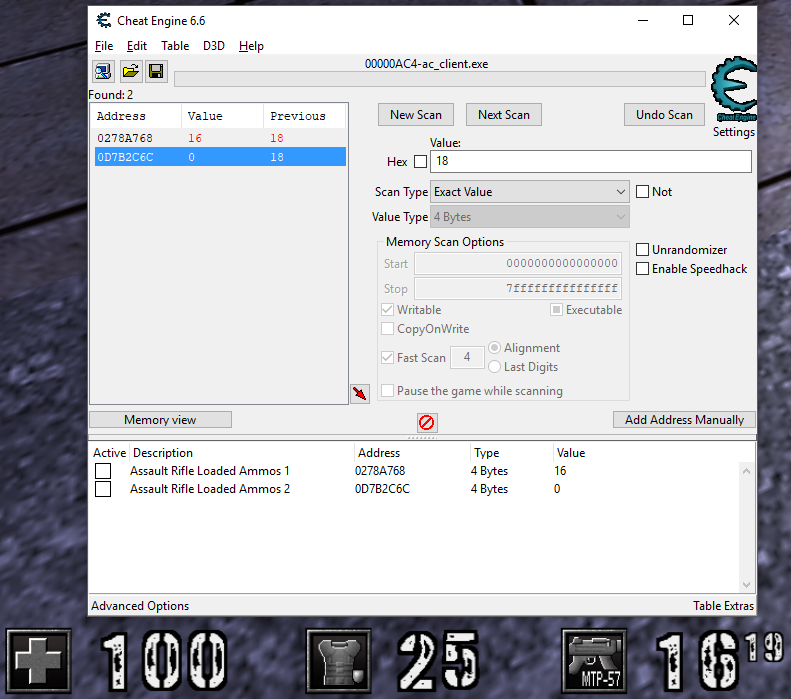 Cheat Engine 6.6
File Edit Table D3D Help
00000AC4-ac_client.exe
Found: 2
Address Value Previous
0278A768 16 18
0D7B2C6C 0 18
New Scan Next Scan Undo Scan
Cheat Engine
Settings
Value:
Hex 18
Scan Type Exact Value Not
Value Type 4 Bytes
Memory Scan Options
Start 0000000000000000
Stop 7fffffffffffffff
Writable Executable
CopyOnWrite
Fast Scan 4 Alignment
Last Digits
Pause the game while scanning
Unrandomizer
Enable Speedhack
Memory view Add Address Manually
Active Description Address Type Value
Assault Rifle Loaded Ammos 1 0278A768 4 Bytes 16
Assault Rifle Loaded Ammos 2 0D7B2C6C 4 Bytes 0
Advanced Options Table Extras
100 25 MTP-57 16 19